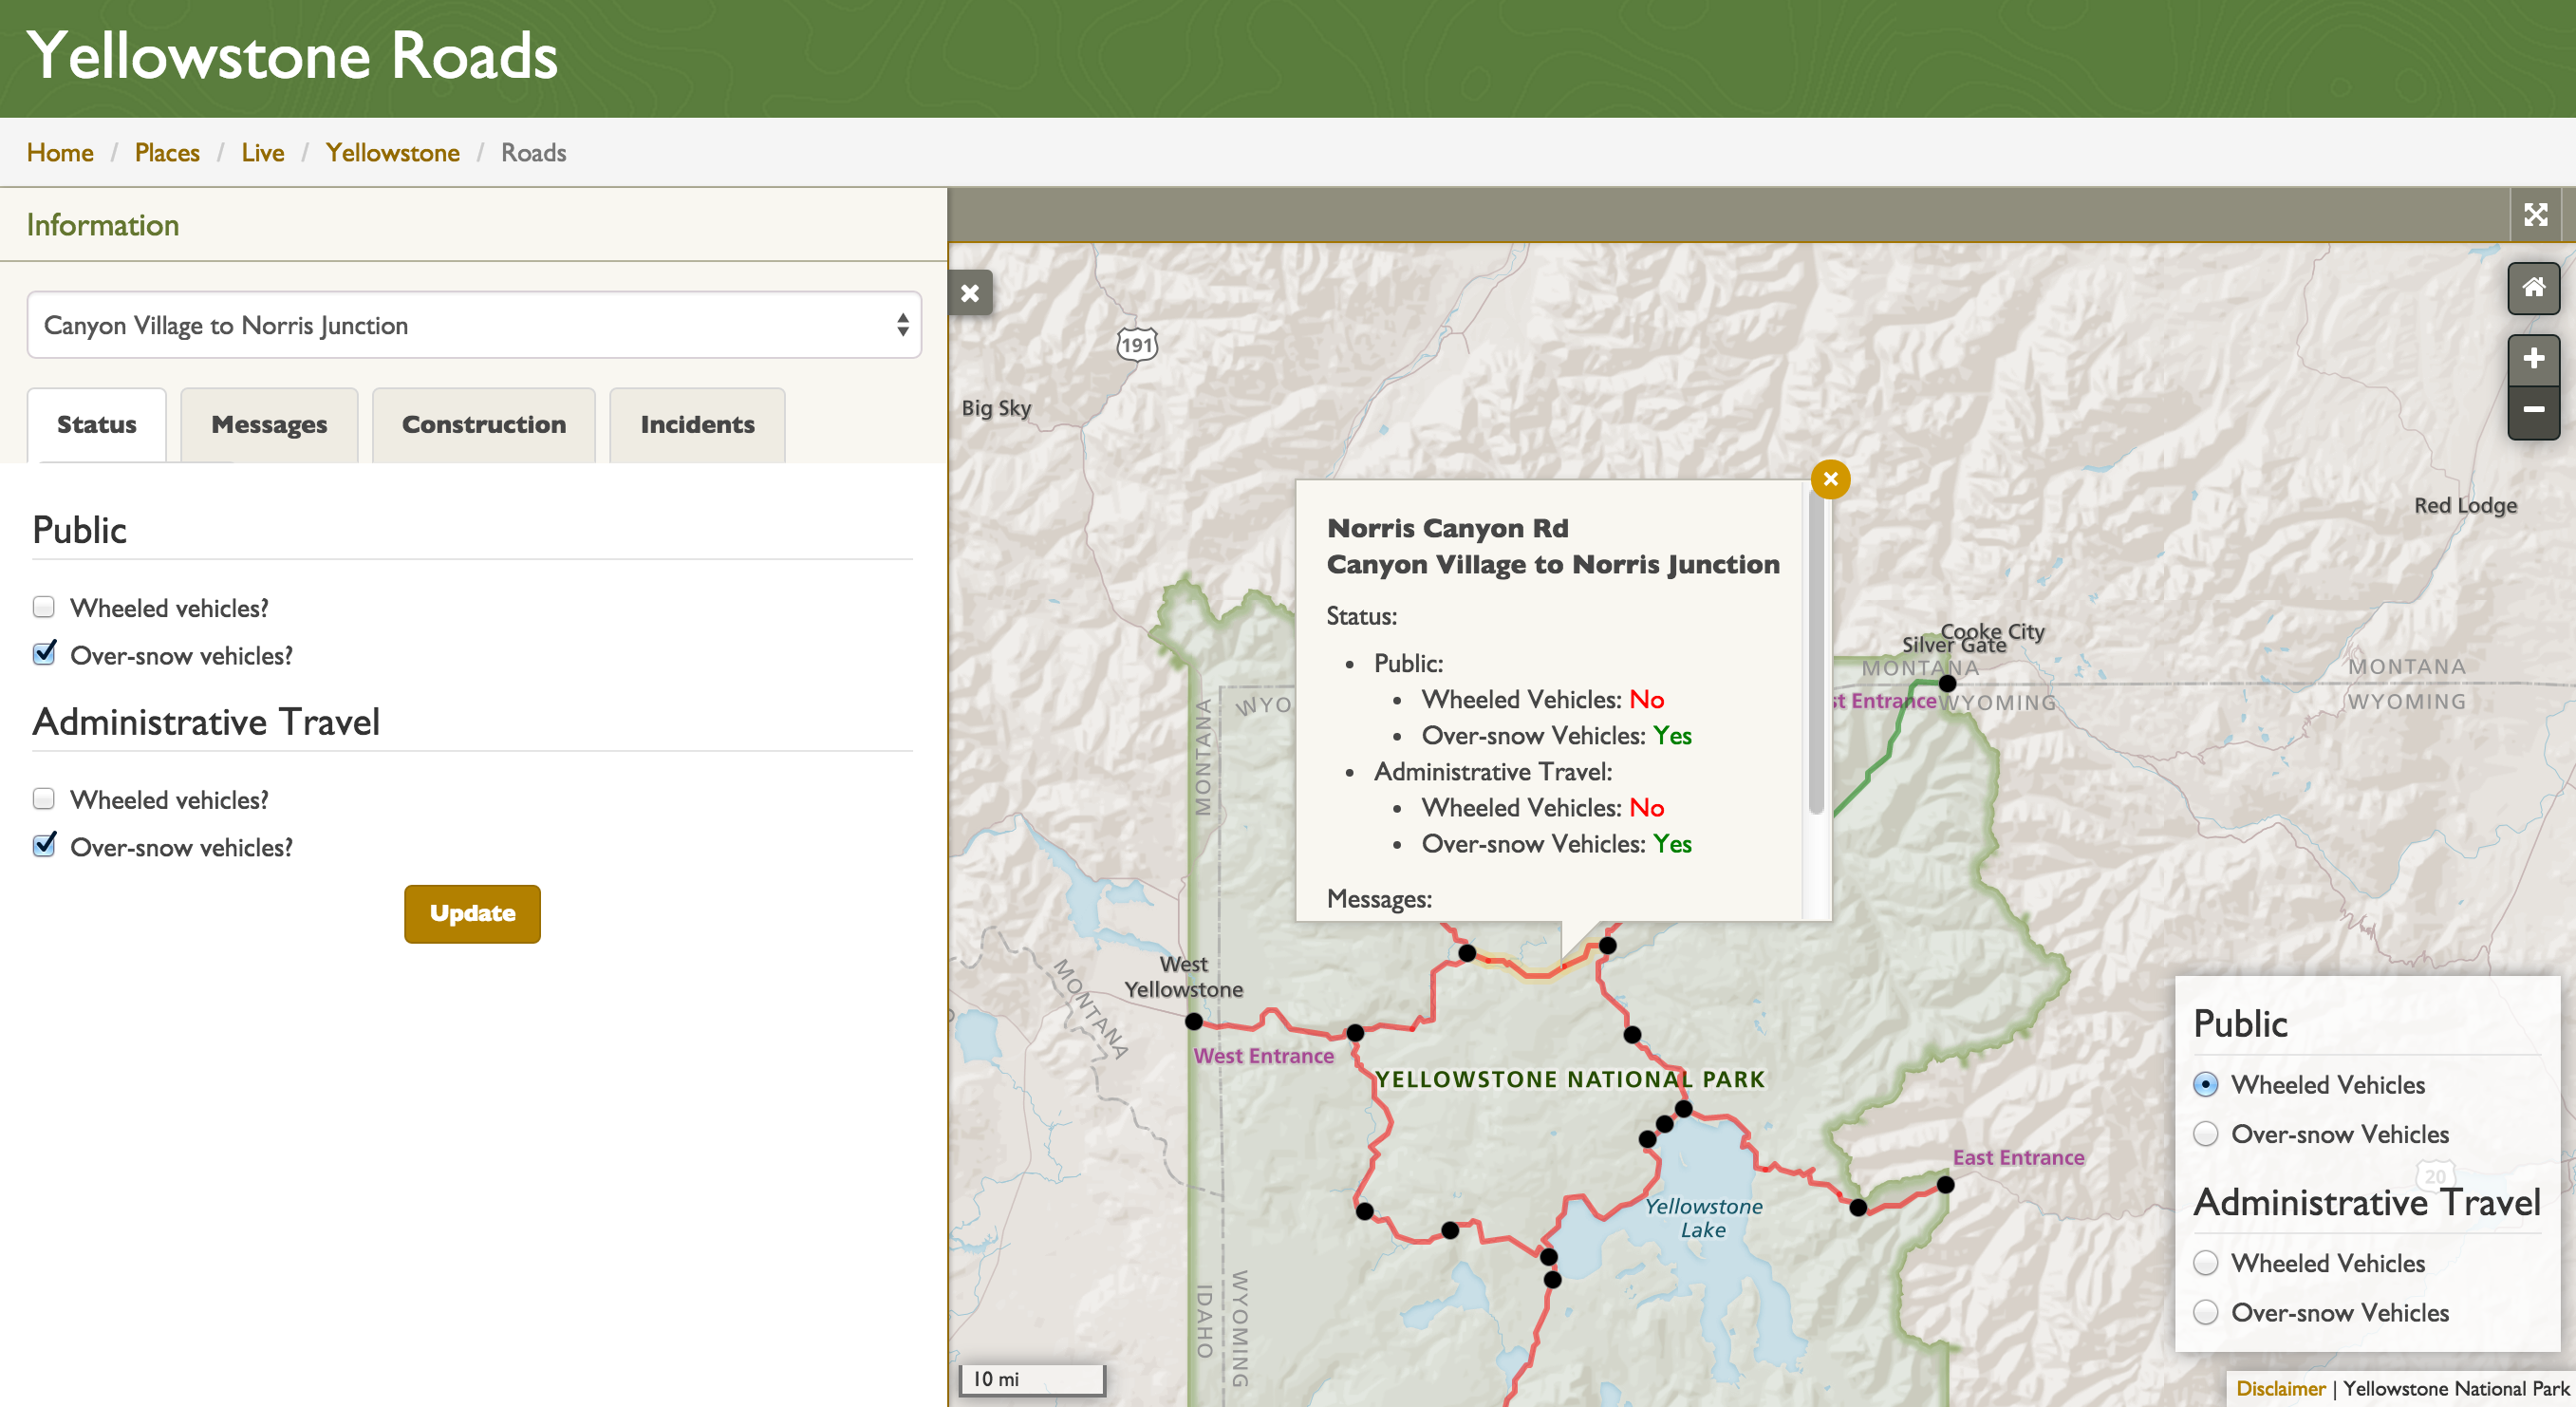 Yellowstone Roads
Home / Places / Live / Yellowstone / Roads
Information
Canyon Village to Norris Junction
Status
Messages
Construction
Incidents
Public
Wheeled vehicles?
Over-snow vehicles?
Administrative Travel
Wheeled vehicles?
Over-snow vehicles?
Update
191
Big Sky
Red Lodge
Norris Canyon Rd
Canyon Village to Norris Junction
Status:
Public:
Wheeled Vehicles: No
Over-snow Vehicles: Yes
Administrative Travel:
Wheeled Vehicles: No
Over-snow Vehicles: Yes
Messages:
Cooke City
Silver Gate
MONTANA
WYOMING
st Entrance
MONTANA
WYOMING
MONTANA
WYO
West
Yellowstone
MONTANA
West Entrance
YELLOWSTONE NATIONAL PARK
East Entrance
Yellowstone
Lake
IDAHO
WYOMING
10 mi
Public
Wheeled Vehicles
Over-snow Vehicles
20
Administrative Travel
Wheeled Vehicles
Over-snow Vehicles
Disclaimer | Yellowstone National Park